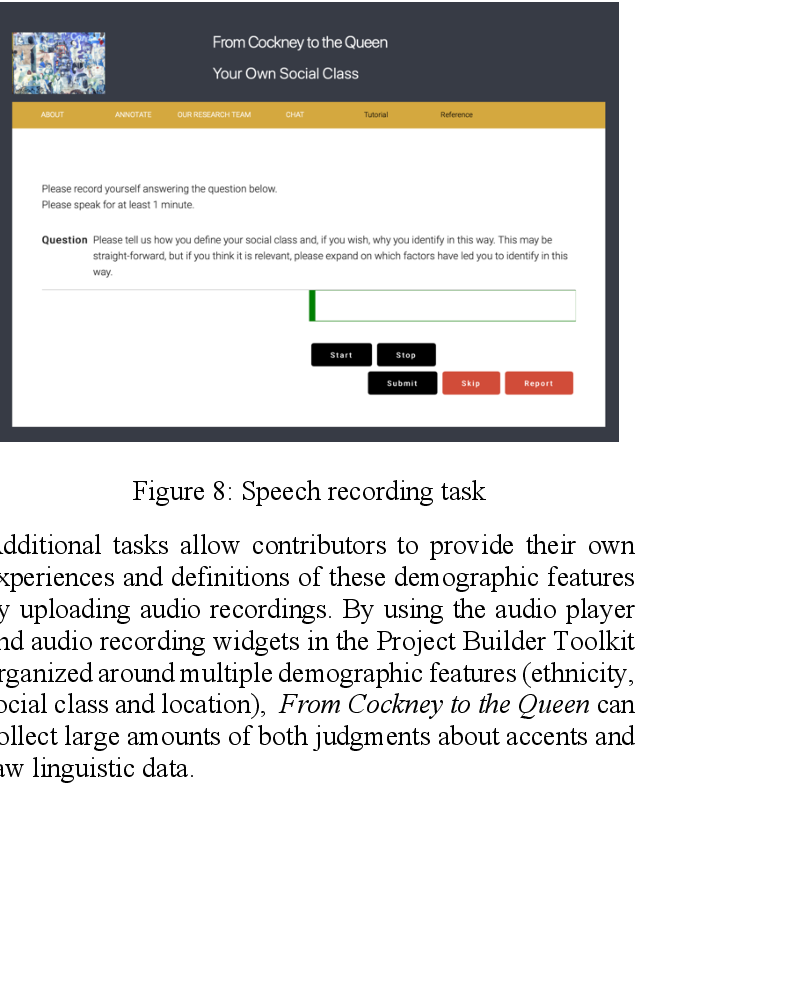 From Cockney to the Queen
Your Own Social Class
ABOUT ANNOTATE OUR RESEARCH TEAM CHAT Tutorial Reference
Please record yourself answering the question below.
Please speak for at least 1 minute.
Question Please tell us how you define your social class and, if you wish, why you identify in this way. This may be
straight-forward, but if you think it is relevant, please expand on which factors have led you to identify in this
way.
Start Stop
Submit Skip Report
Figure 8: Speech recording task
dditional tasks allow contributors to provide their own
xperiences and definitions of these demographic features
y uploading audio recordings. By using the audio player
nd audio recording widgets in the Project Builder Toolkit
rganized around multiple demographic features (ethnicity,
ocial class and location), From Cockney to the Queen can
ollect large amounts of both judgments about accents and
aw linguistic data.